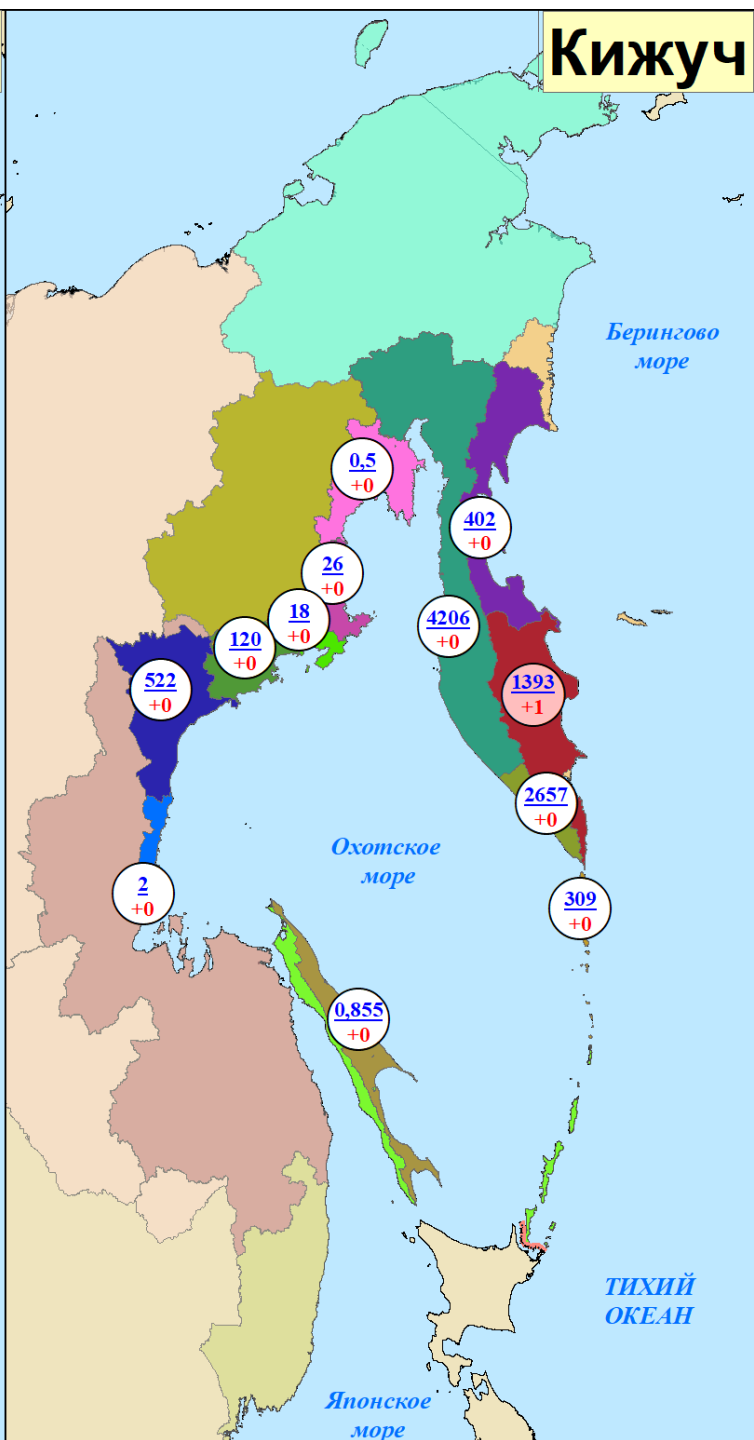 Кижуч
Берингово
море
0,5
+0
402
+0
26
+0
18
+0
4206
+0
120
+0
522
+0
1393
+1
2657
+0
Охотское
море
2
+0
309
+0
0,855
+0
ТИХИЙ
ОКЕАН
Японское
море